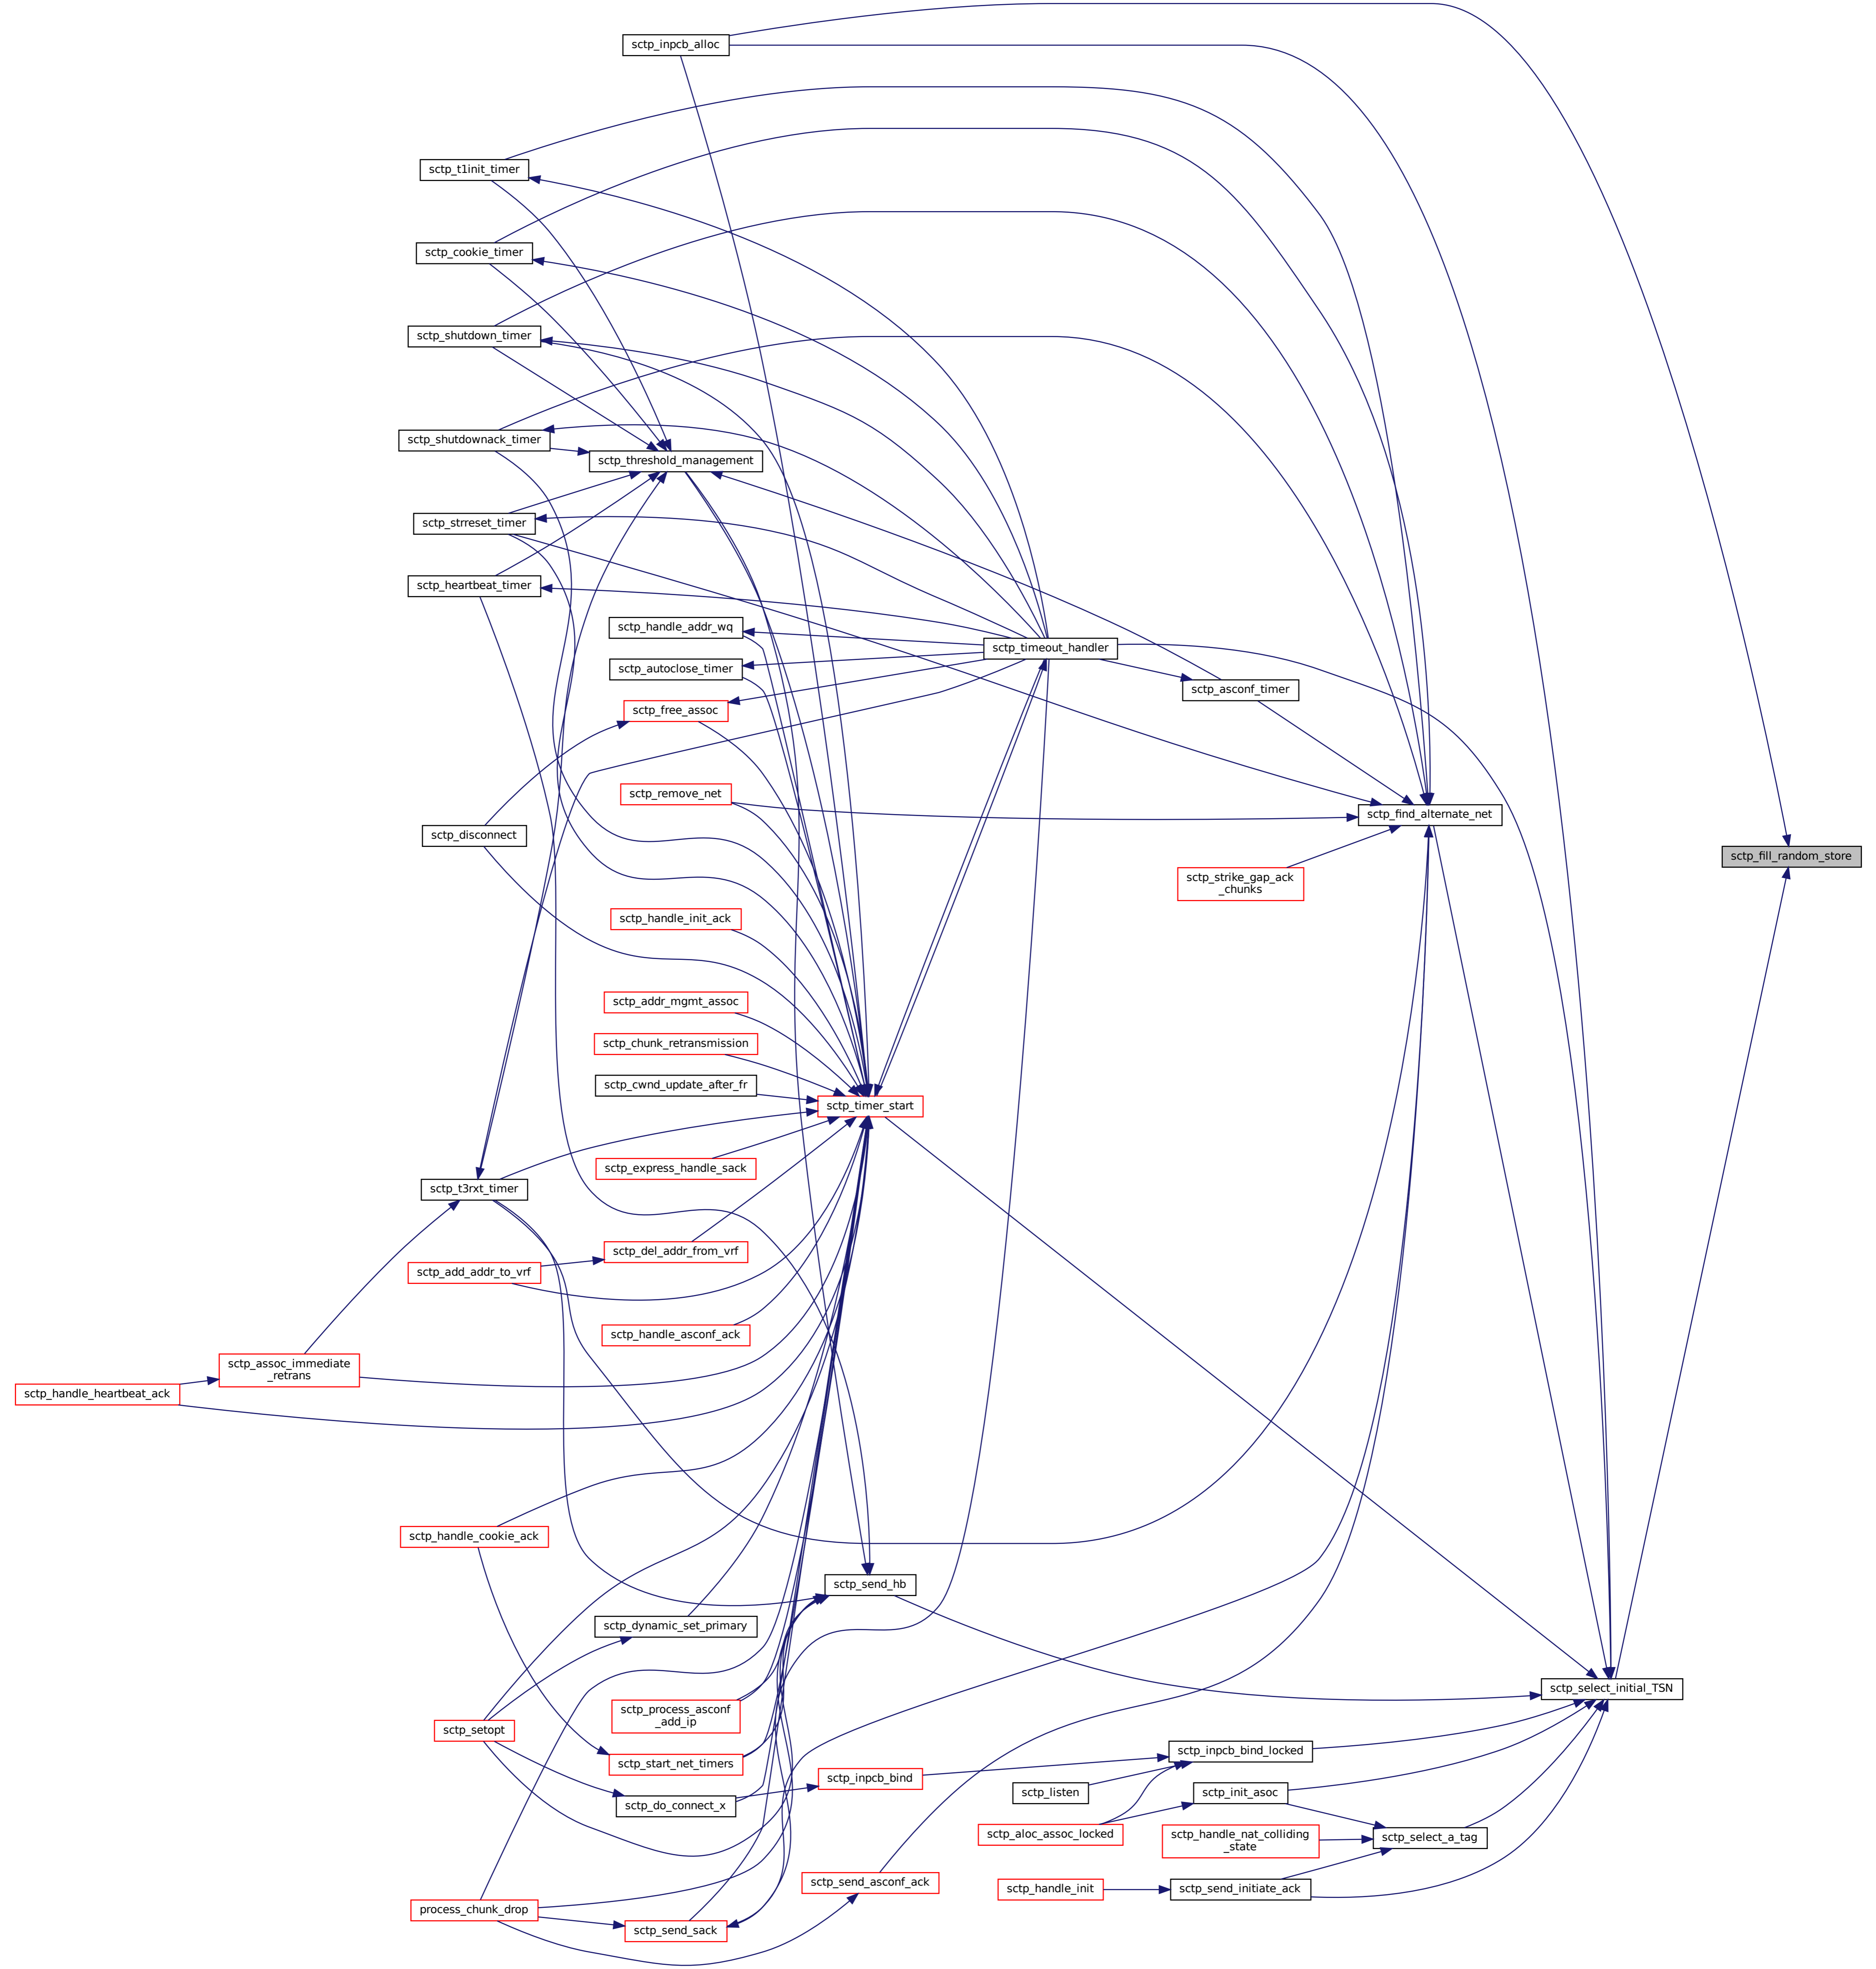 sctp_inpcb_alloc
sctp_t1init_timer
sctp_cookie_timer
sctp_shutdown_timer
sctp_shutdownack_timer
sctp_threshold_management
sctp_strreset_timer
sctp_heartbeat_timer
sctp_handle_addr_wq
sctp_timeout_handler
sctp_autoclose_timer
sctp_asconf_timer
sctp_free_assoc
sctp_remove_net
sctp_find_alternate_net
sctp_disconnect
sctp_fill_random_store
sctp_strike_gap_ack
_chunks
sctp_handle_init_ack
sctp_addr_mgmt_assoc
sctp_chunk_retransmission
sctp_cwnd_update_after_fr
sctp_timer_start
sctp_express_handle_sack
sctp_t3rxt_timer
sctp_del_addr_from_vrf
sctp_add_addr_to_vrf
sctp_handle_asconf_ack
sctp_assoc_immediate
_retrans
sctp_handle_heartbeat_ack
sctp_handle_cookie_ack
sctp_send_hb
sctp_dynamic_set_primary
sctp_select_initial_TSN
sctp_process_asconf
_add_ip
sctp_setopt
sctp_inpcb_bind_locked
sctp_start_net_timers
sctp_inpcb_bind
sctp_listen
sctp_init_asoc
sctp_do_connect_x
sctp_aloc_assoc_locked
sctp_handle_nat_colliding
_state
sctp_select_a_tag
sctp_send_asconf_ack
sctp_handle_init
sctp_send_initiate_ack
process_chunk_drop
sctp_send_sack